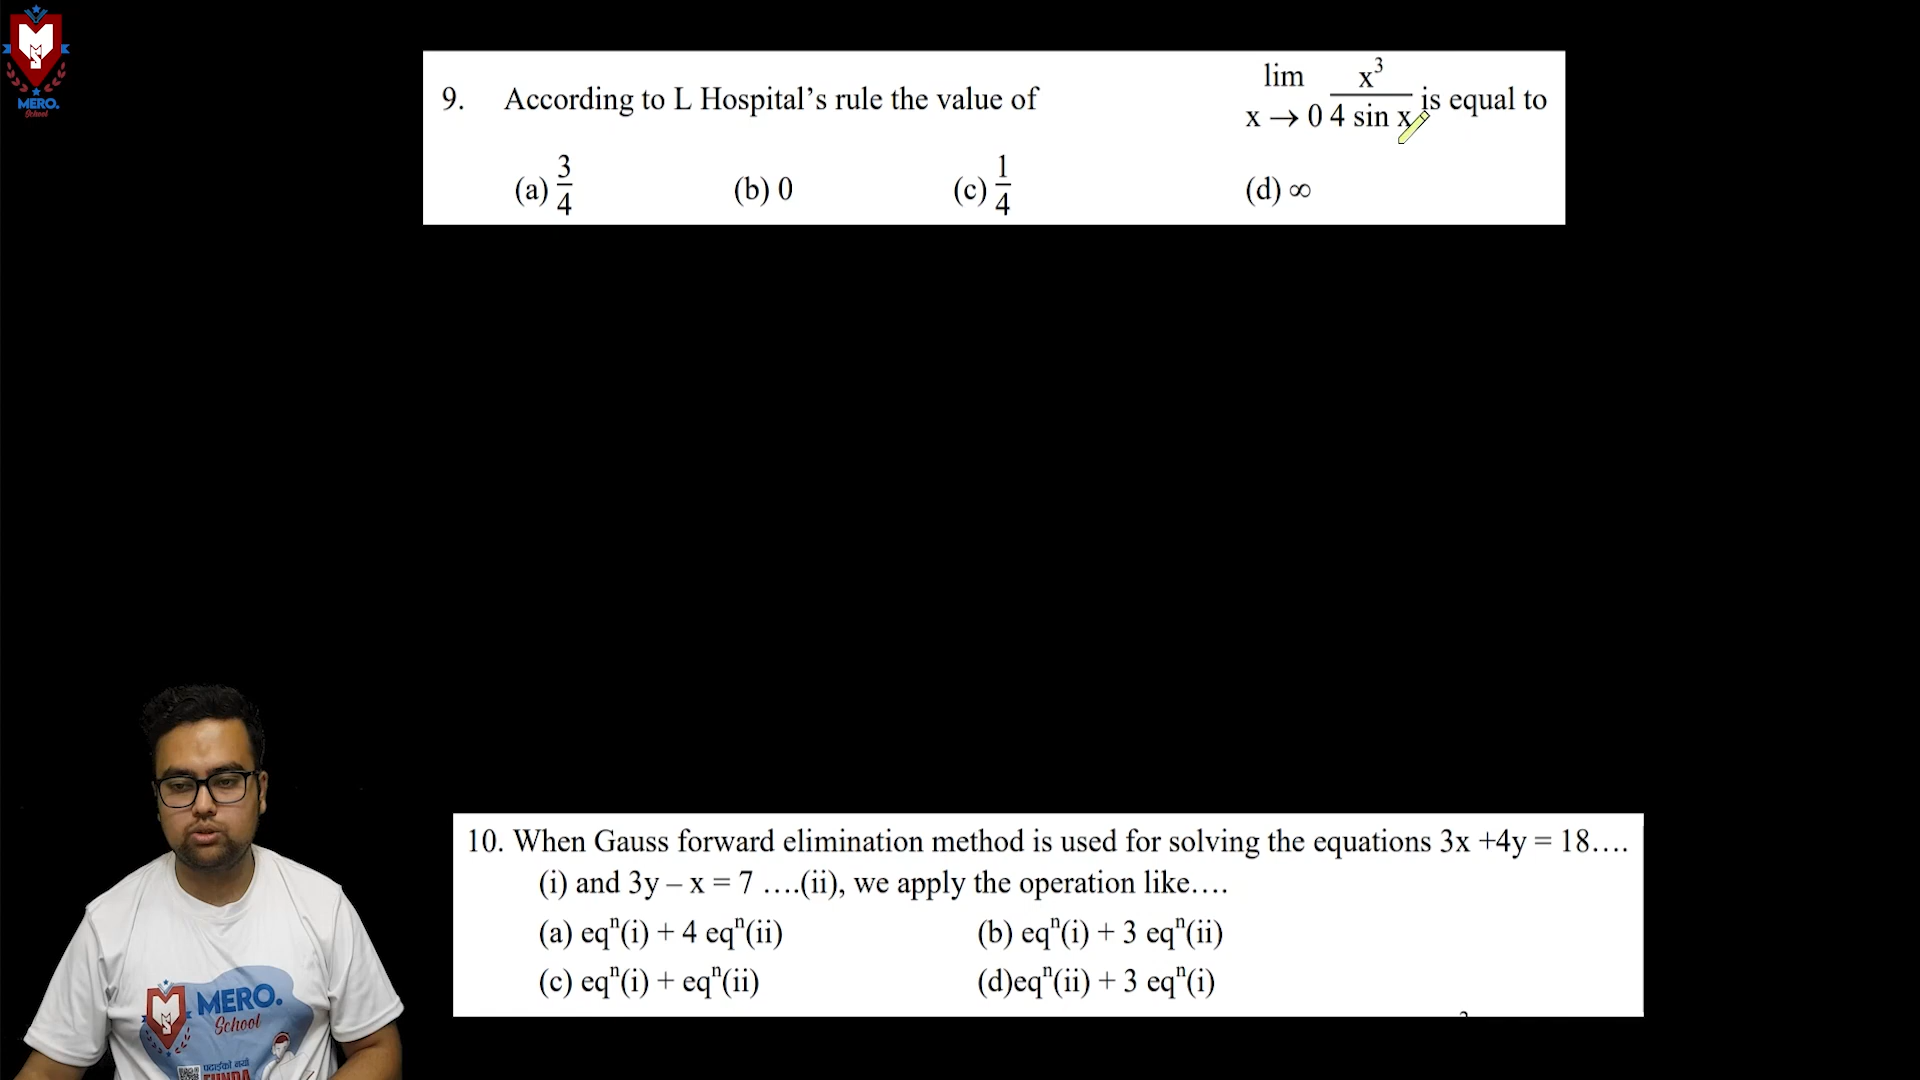 MERO.
School
9. According to L Hospital's rule the value of lim x → 0 x³ / 4 sin x is equal to
(a) 3/4 (b) 0 (c) 1/4 (d) ∞
10. When Gauss forward elimination method is used for solving the equations 3x +4y = 18….
(i) and 3y – x = 7 ….(ii), we apply the operation like….
(a) eqⁿ(i) + 4 eqⁿ(ii) (b) eqⁿ(i) + 3 eqⁿ(ii)
(c) eqⁿ(i) + eqⁿ(ii) (d)eqⁿ(ii) + 3 eqⁿ(i)
MERO.
School
FUNDA